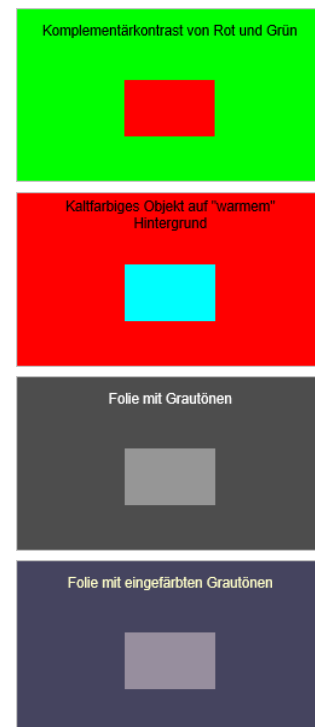 Komplementärkontrast von Rot und Grün
Kaltfarbiges Objekt auf "warmem"
Hintergrund
Folie mit Grautönen
Folie mit eingefärbten Grautönen